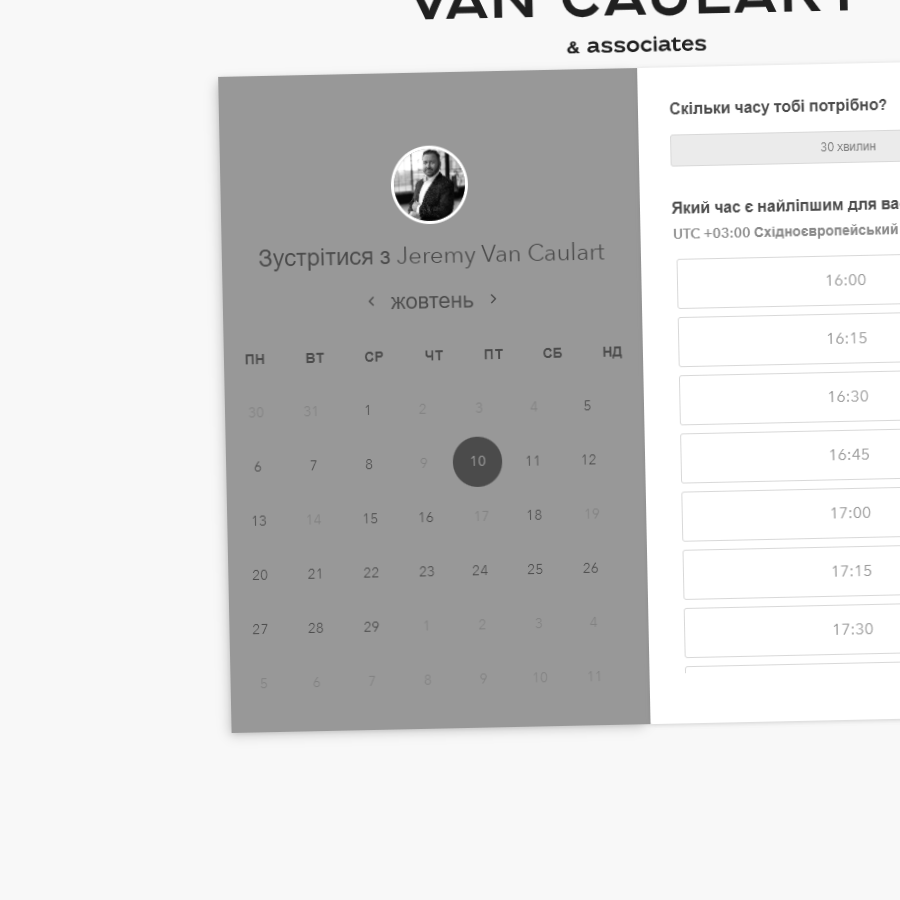 VAN CAULART
& associates
Зустрітися з Jeremy Van Caulart
‹ жовтень ›
ПН ВТ СР ЧТ ПТ СБ НД
30 31 1 2 3 4 5
6 7 8 9 10 11 12
13 14 15 16 17 18 19
20 21 22 23 24 25 26
27 28 29 1 2 3 4
5 6 7 8 9 10 11
Скільки часу тобі потрібно?
30 хвилин
Який час є найліпшим для ва
UTC +03:00 Східноєвропейський
16:00
16:15
16:30
16:45
17:00
17:15
17:30